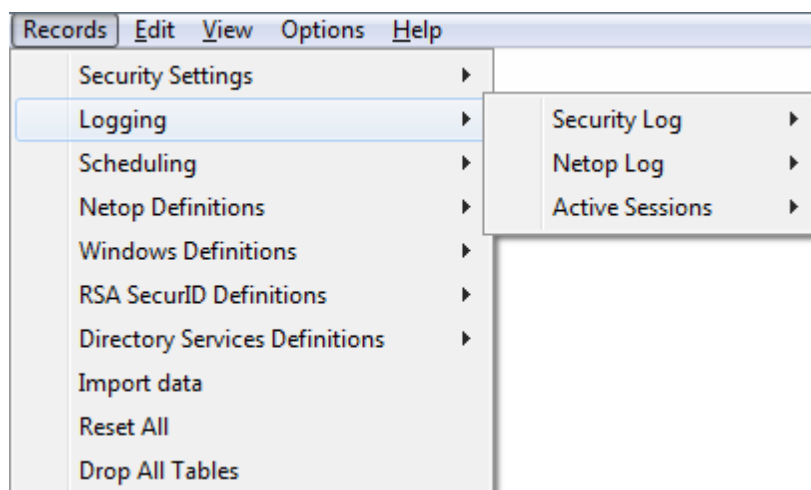 Records Edit View Options Help
Security Settings
Logging
Scheduling
Netop Definitions
Windows Definitions
RSA SecurID Definitions
Directory Services Definitions
Import data
Reset All
Drop All Tables
Security Log
Netop Log
Active Sessions